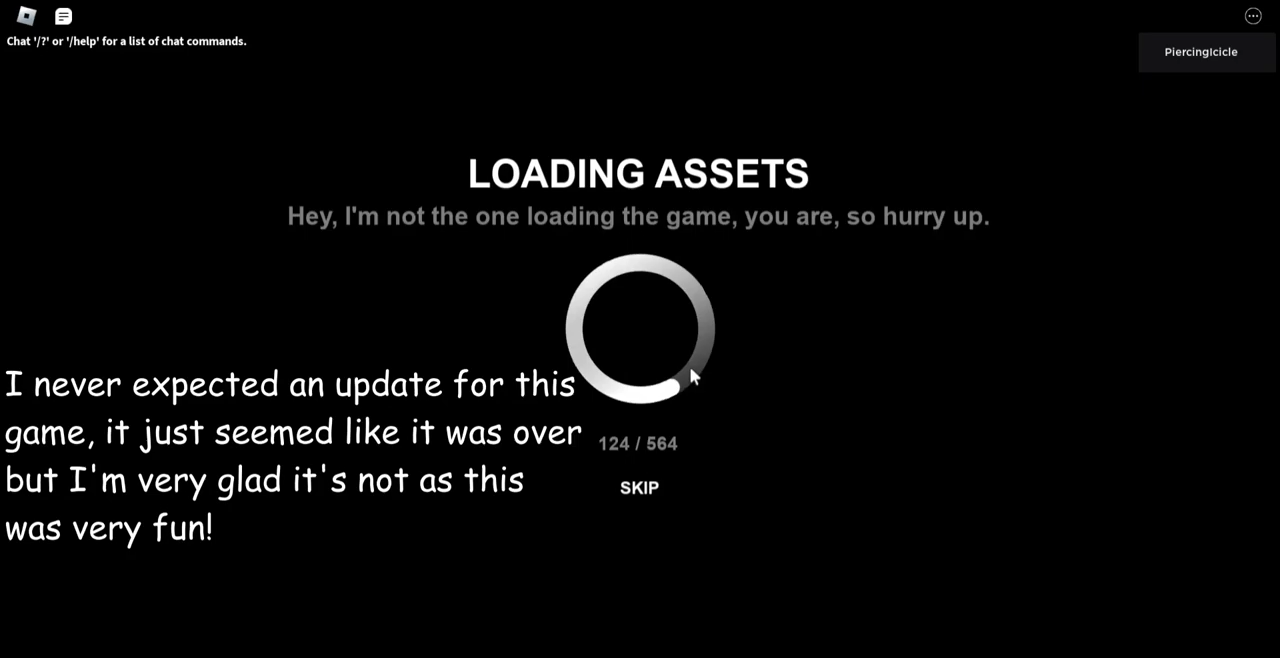 Chat '/?' or '/help' for a list of chat commands.
PiercingIcicle
LOADING ASSETS
Hey, I'm not the one loading the game, you are, so hurry up.
I never expected an update for this
game, it just seemed like it was over
but I'm very glad it's not as this
was very fun!
124 / 564
SKIP